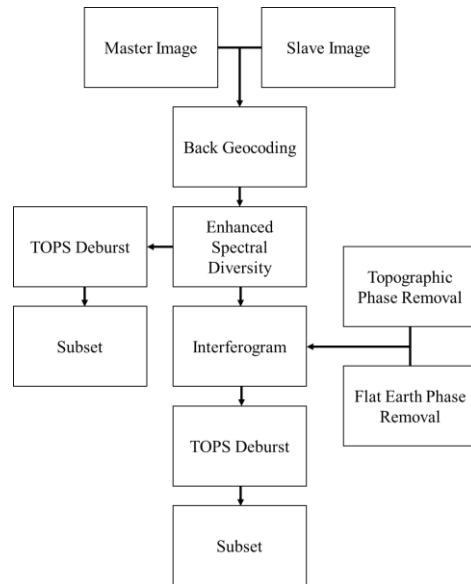 Master Image
Slave Image
Back Geocoding
TOPS Deburst
Enhanced
Spectral
Diversity
Topographic
Phase Removal
Subset
Interferogram
Flat Earth Phase
Removal
TOPS Deburst
Subset